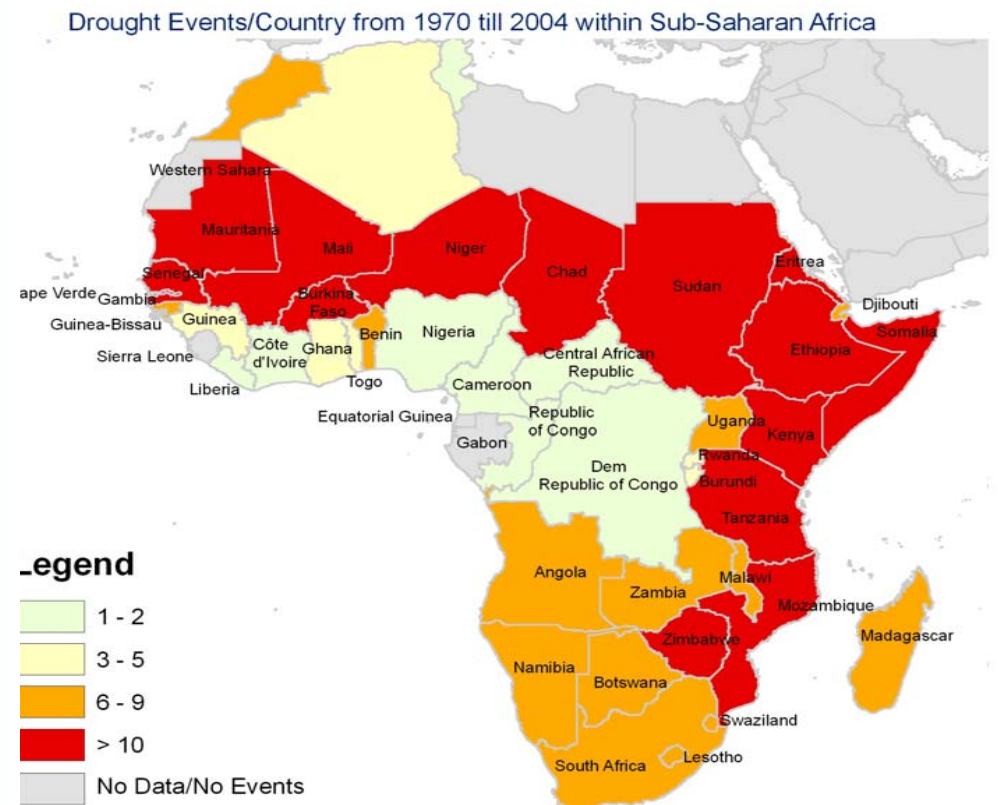 Drought Events/Country from 1970 till 2004 within Sub-Saharan Africa
Western Sahara
Mauritania
Mali
Niger
Chad
Sudan
Eritrea
Djibouti
Somalia
Ethiopia
Senegal
ape Verde
Gambia
Guinea-Bissau
Guinea
Sierra Leone
Liberia
Côte
d'Ivoire
Burkina
Faso
Ghana
Togo
Benin
Nigeria
Cameroon
Central African
Republic
Equatorial Guinea
Gabon
Republic
of Congo
Dem
Republic of Congo
Uganda
Kenya
Rwanda
Burundi
Tanzania
Angola
Zambia
Malawi
Mozambique
Zimbabwe
Madagascar
Namibia
Botswana
Swaziland
Lesotho
South Africa
Legend
1 - 2
3 - 5
6 - 9
> 10
No Data/No Events